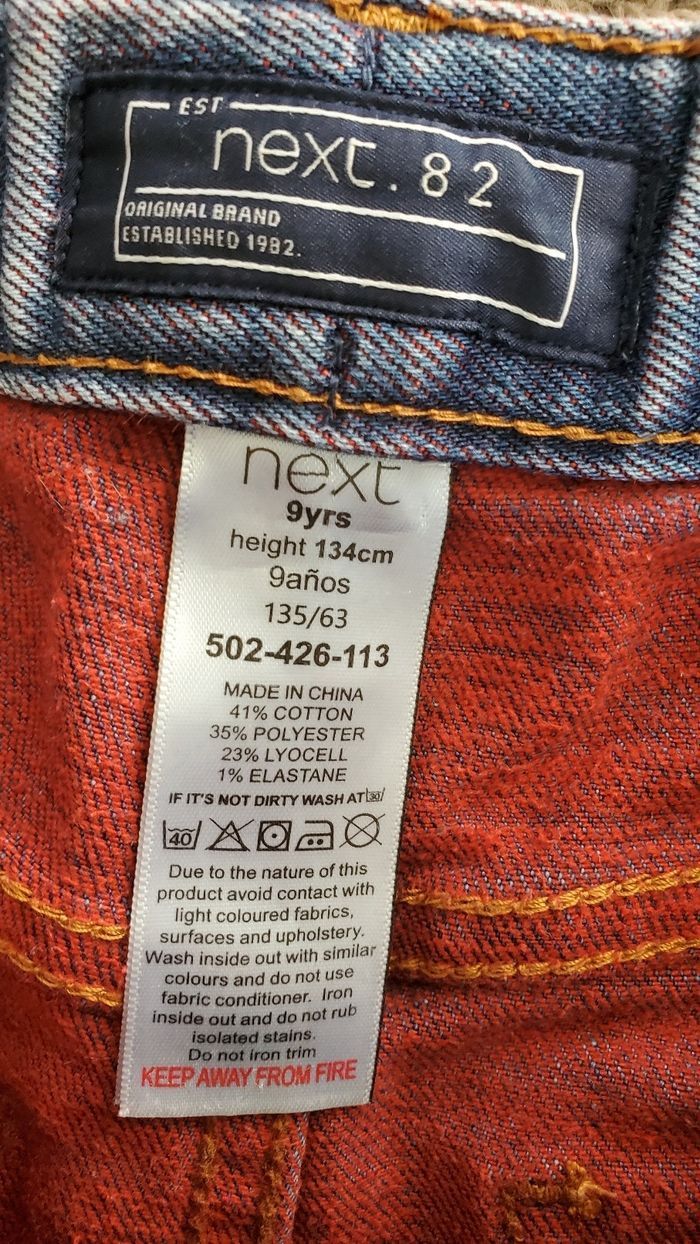 EST
next. 82
ORIGINAL BRAND
ESTABLISHED 1982.
next
9yrs
height 134cm
9años
135/63
502-426-113
MADE IN CHINA
41% COTTON
35% POLYESTER
23% LYOCELL
1% ELASTANE
IF IT'S NOT DIRTY WASH AT 30
40
Due to the nature of this
product avoid contact with
light coloured fabrics,
surfaces and upholstery.
Wash inside out with similar
colours and do not use
fabric conditioner. Iron
inside out and do not rub
isolated stains.
Do not iron trim
KEEP AWAY FROM FIRE